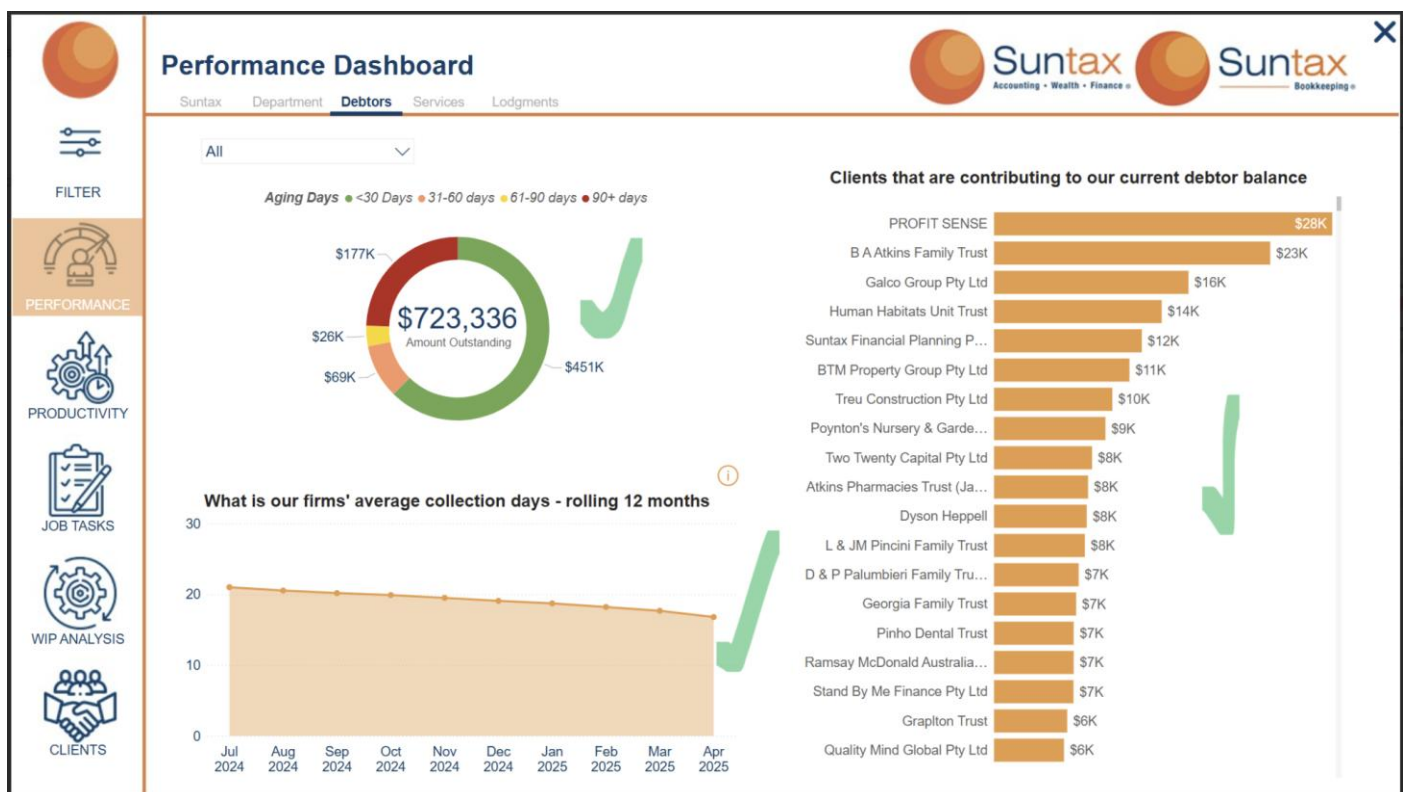 Performance Dashboard
Suntax
Accounting • Wealth • Finance
Suntax
Bookkeeping
Suntax Department Debtors Services Lodgments
FILTER
PERFORMANCE
PRODUCTIVITY
JOB TASKS
WIP ANALYSIS
CLIENTS
All
Aging Days <30 Days 31-60 days 61-90 days 90+ days
$177K
$26K
$69K
$451K
$723,336
Amount Outstanding
i
What is our firms' average collection days - rolling 12 months
30
20
10
0
Jul 2024
Aug 2024
Sep 2024
Oct 2024
Nov 2024
Dec 2024
Jan 2025
Feb 2025
Mar 2025
Apr 2025
Clients that are contributing to our current debtor balance
PROFIT SENSE $28K
B A Atkins Family Trust $23K
Galco Group Pty Ltd $16K
Human Habitats Unit Trust $14K
Suntax Financial Planning P... $12K
BTM Property Group Pty Ltd $11K
Treu Construction Pty Ltd $10K
Poynton's Nursery & Garde... $9K
Two Twenty Capital Pty Ltd $8K
Atkins Pharmacies Trust (Ja... $8K
Dyson Heppell $8K
L & JM Pincini Family Trust $8K
D & P Palumbieri Family Tru... $7K
Georgia Family Trust $7K
Pinho Dental Trust $7K
Ramsay McDonald Australia... $7K
Stand By Me Finance Pty Ltd $7K
Graplton Trust $6K
Quality Mind Global Pty Ltd $6K